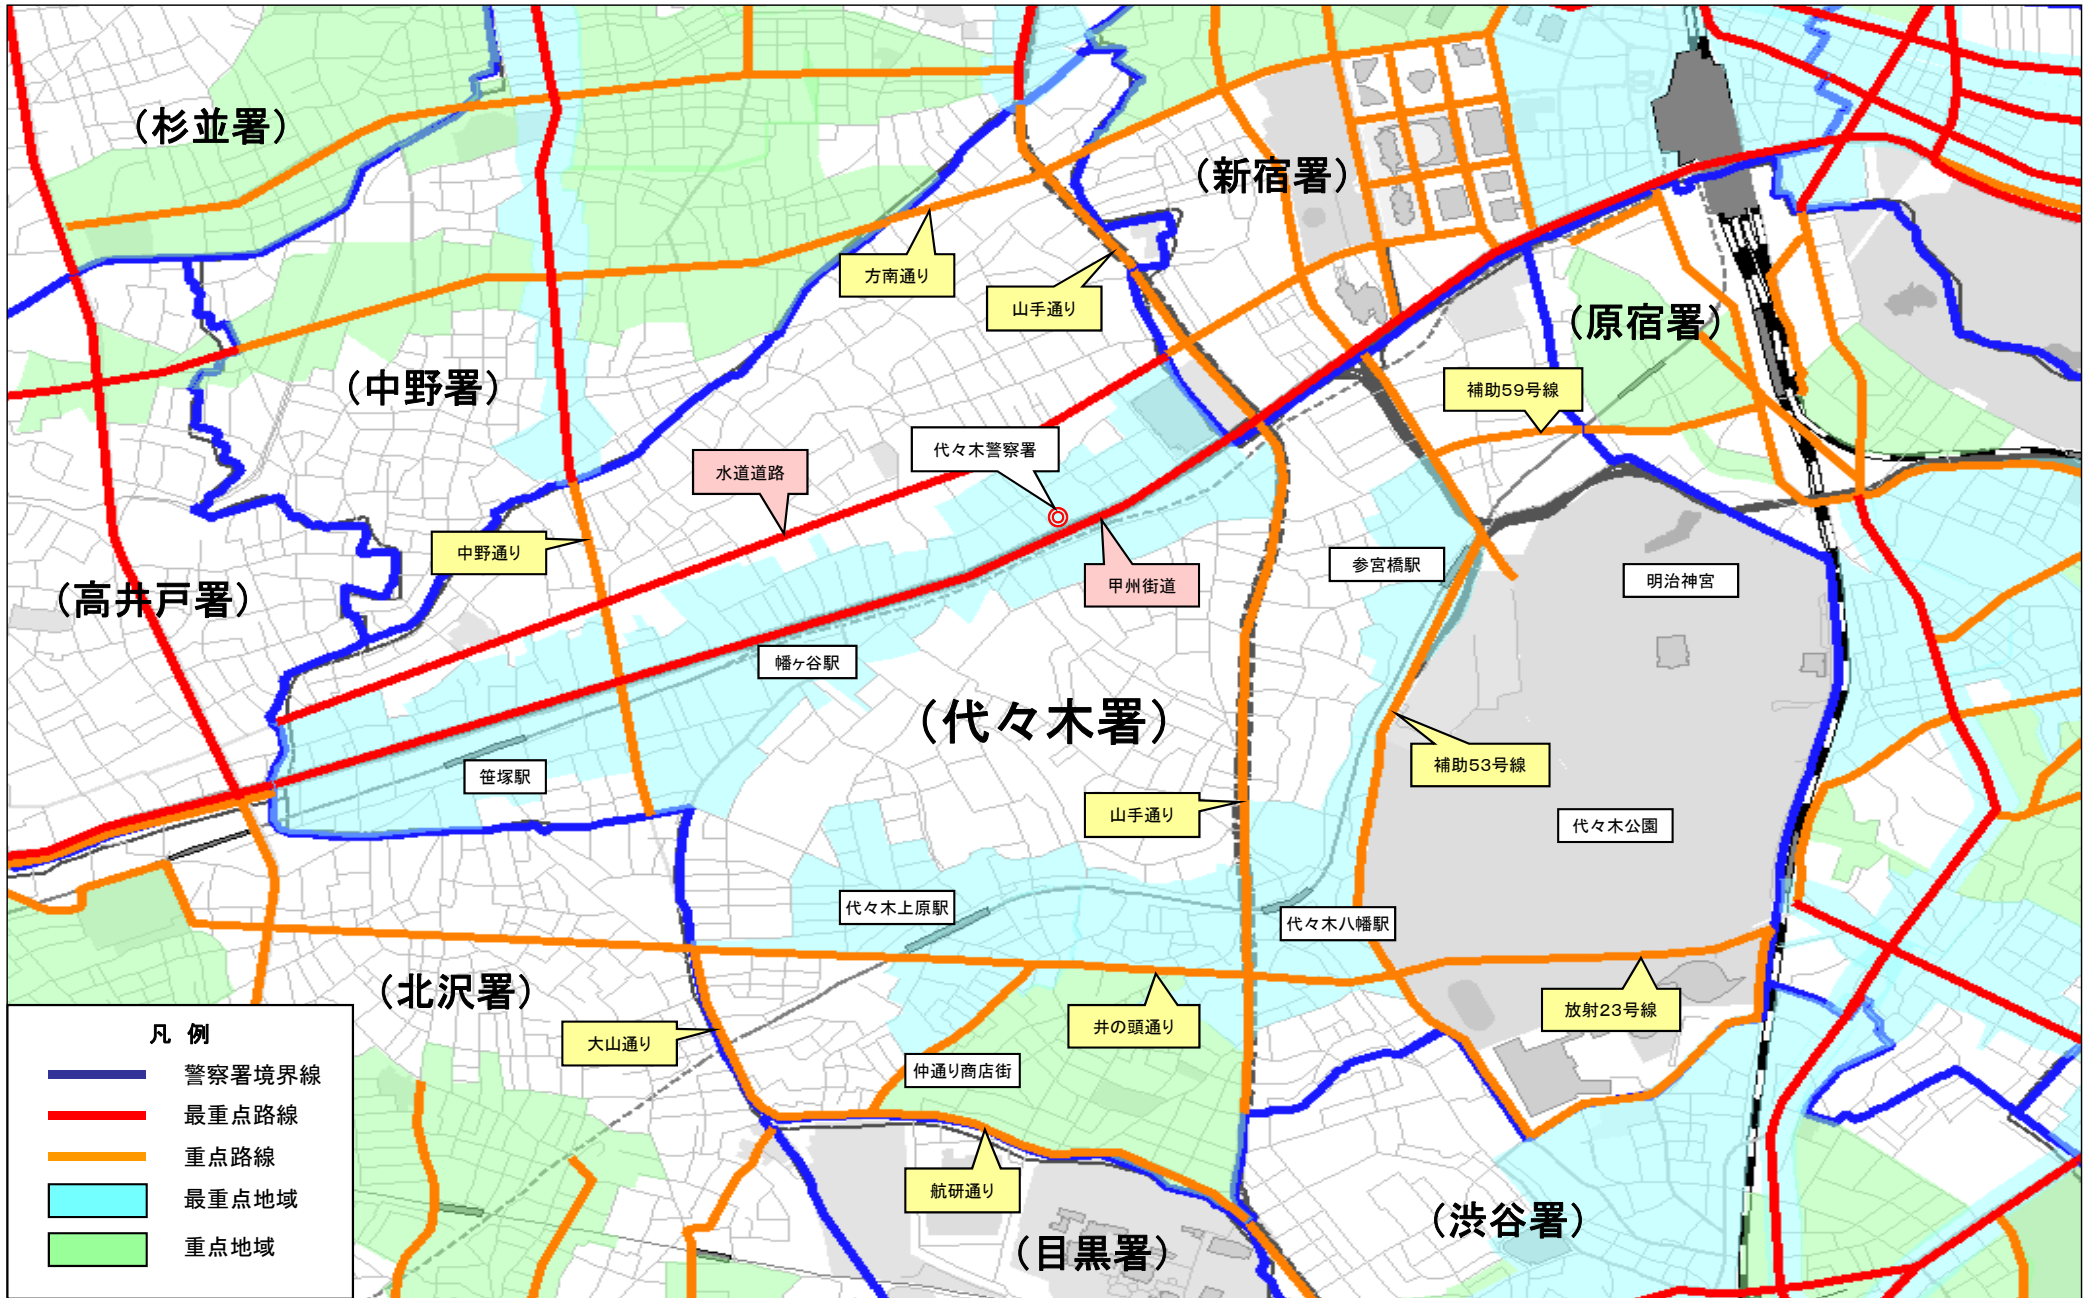 （杉並署）
（新宿署）
方南通り
山手通り
（原宿署）
（中野署）
補助59号線
代々木警察署
水道道路
中野通り
甲州街道
参宮橋駅
明治神宮
（高井戸署）
幡ヶ谷駅
（代々木署）
補助53号線
笹塚駅
山手通り
代々木公園
代々木上原駅
代々木八幡駅
（北沢署）
放射23号線
井の頭通り
大山通り
仲通り商店街
航研通り
（渋谷署）
（目黒署）
凡 例
警察署境界線
最重点路線
重点路線
最重点地域
重点地域